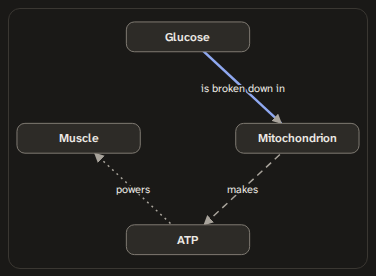 Glucose
is broken down in
Muscle
Mitochondrion
powers
makes
ATP